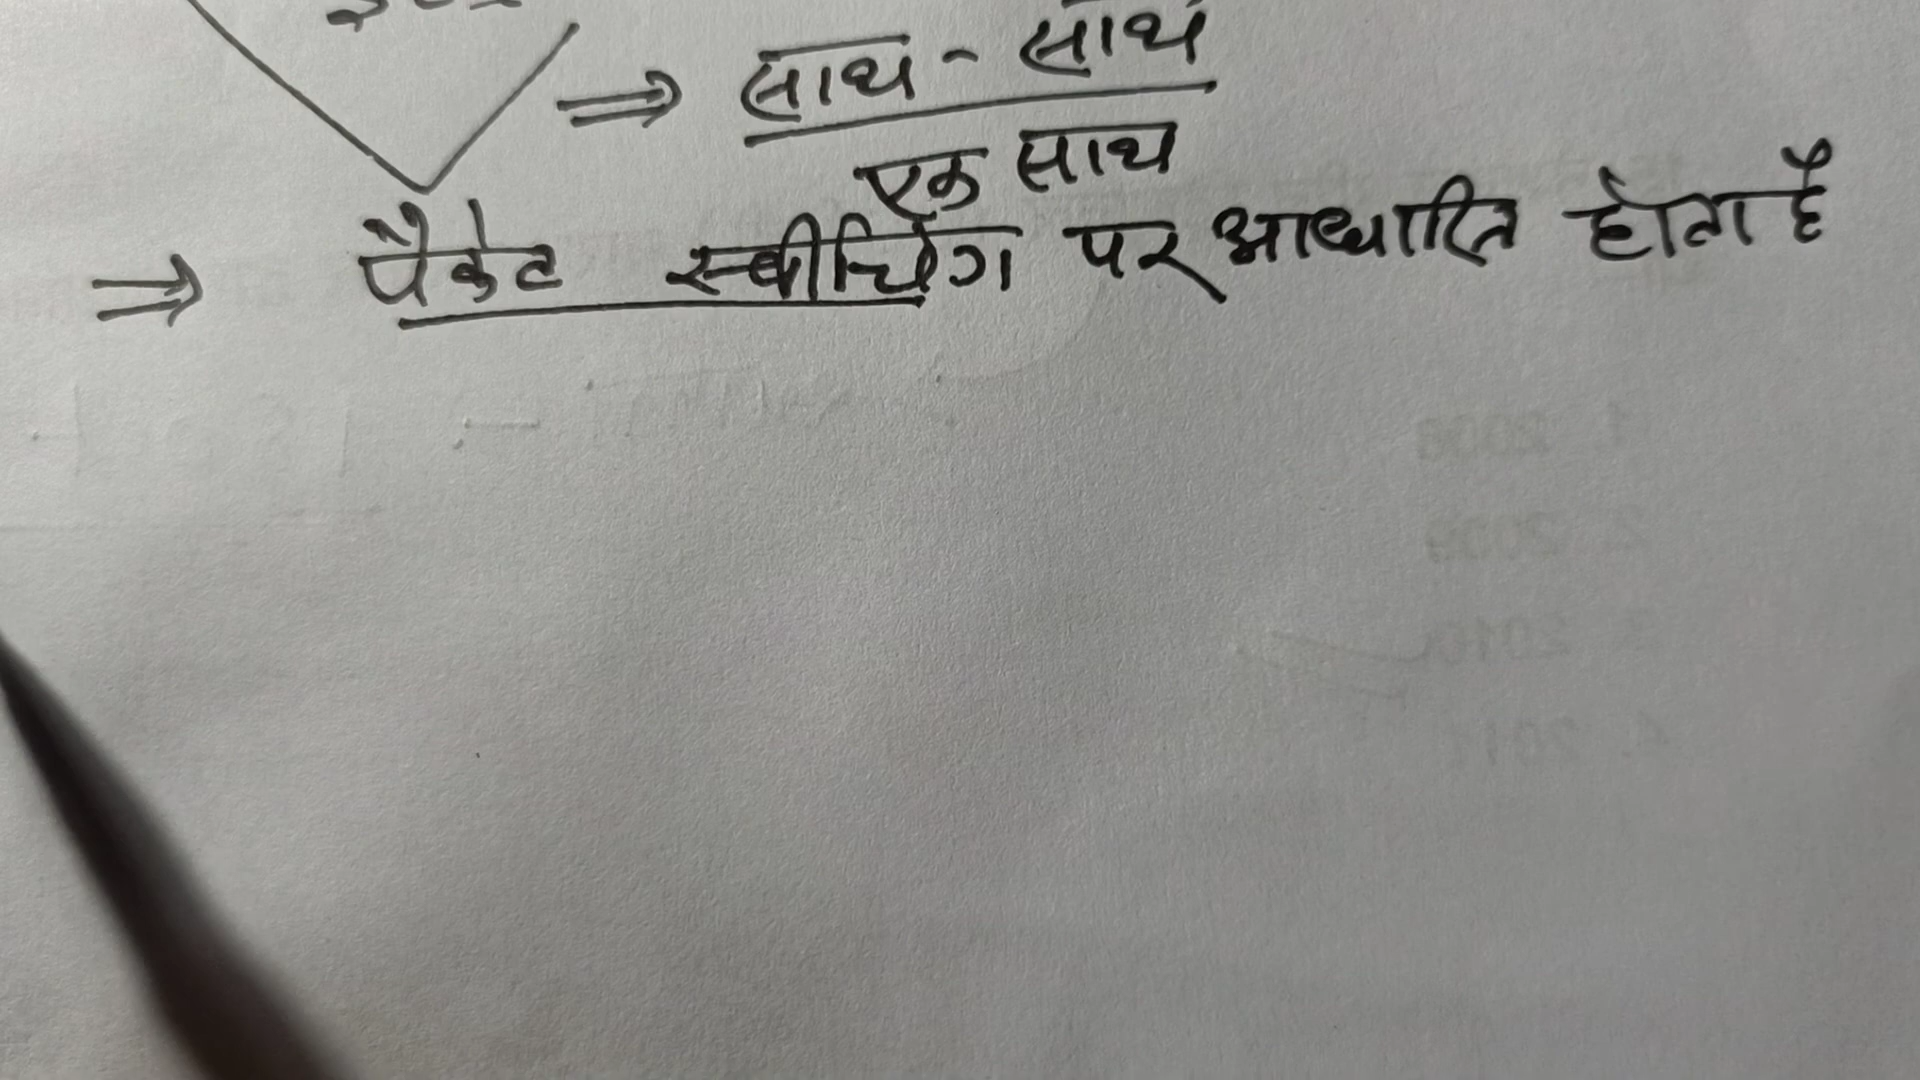 ⇒ साथ - साथ
एक साथ
⇒ पैकेट स्वीचिंग पर आधारित होता है